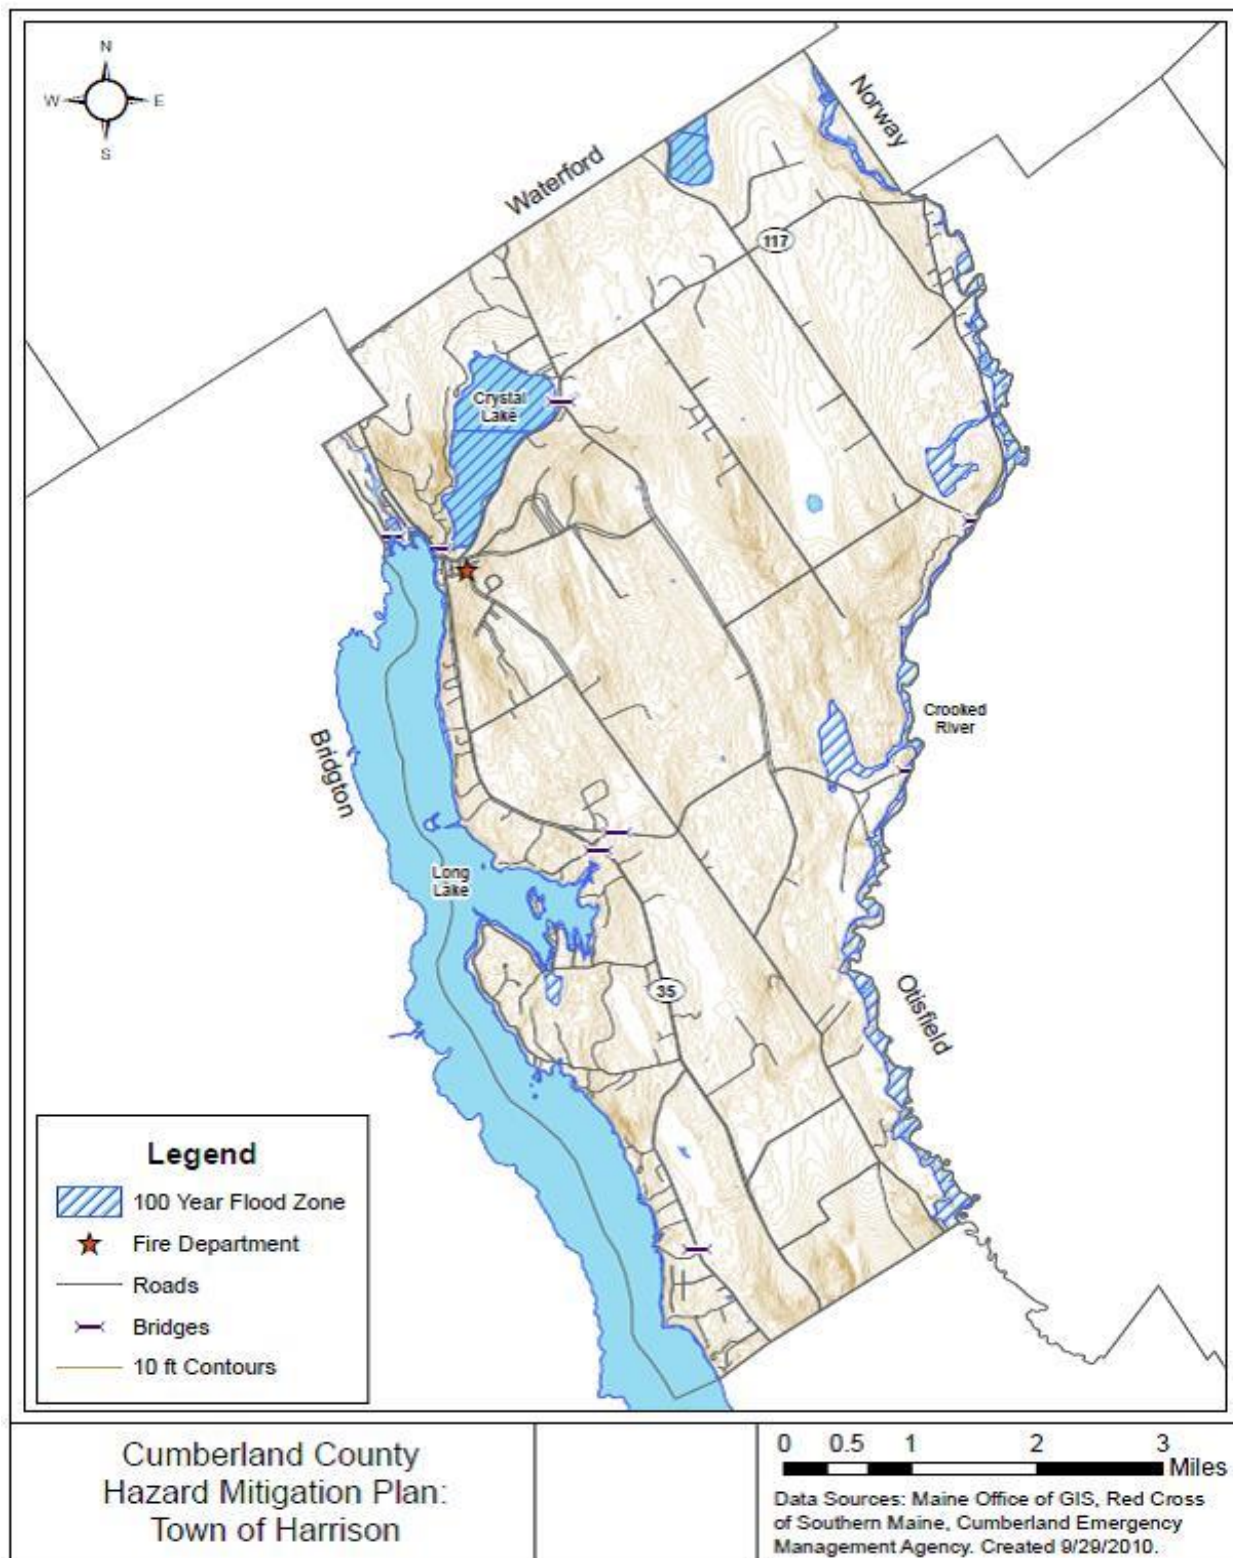 N
W E
S
Norway
Waterford
117
Crystal
Lake
Crooked
River
Bridgton
Long
Lake
35
Otisfield
Legend
100 Year Flood Zone
Fire Department
Roads
Bridges
10 ft Contours
Cumberland County
Hazard Mitigation Plan:
Town of Harrison
0 0.5 1 2 3
Miles
Data Sources: Maine Office of GIS, Red Cross
of Southern Maine, Cumberland Emergency
Management Agency. Created 9/29/2010.